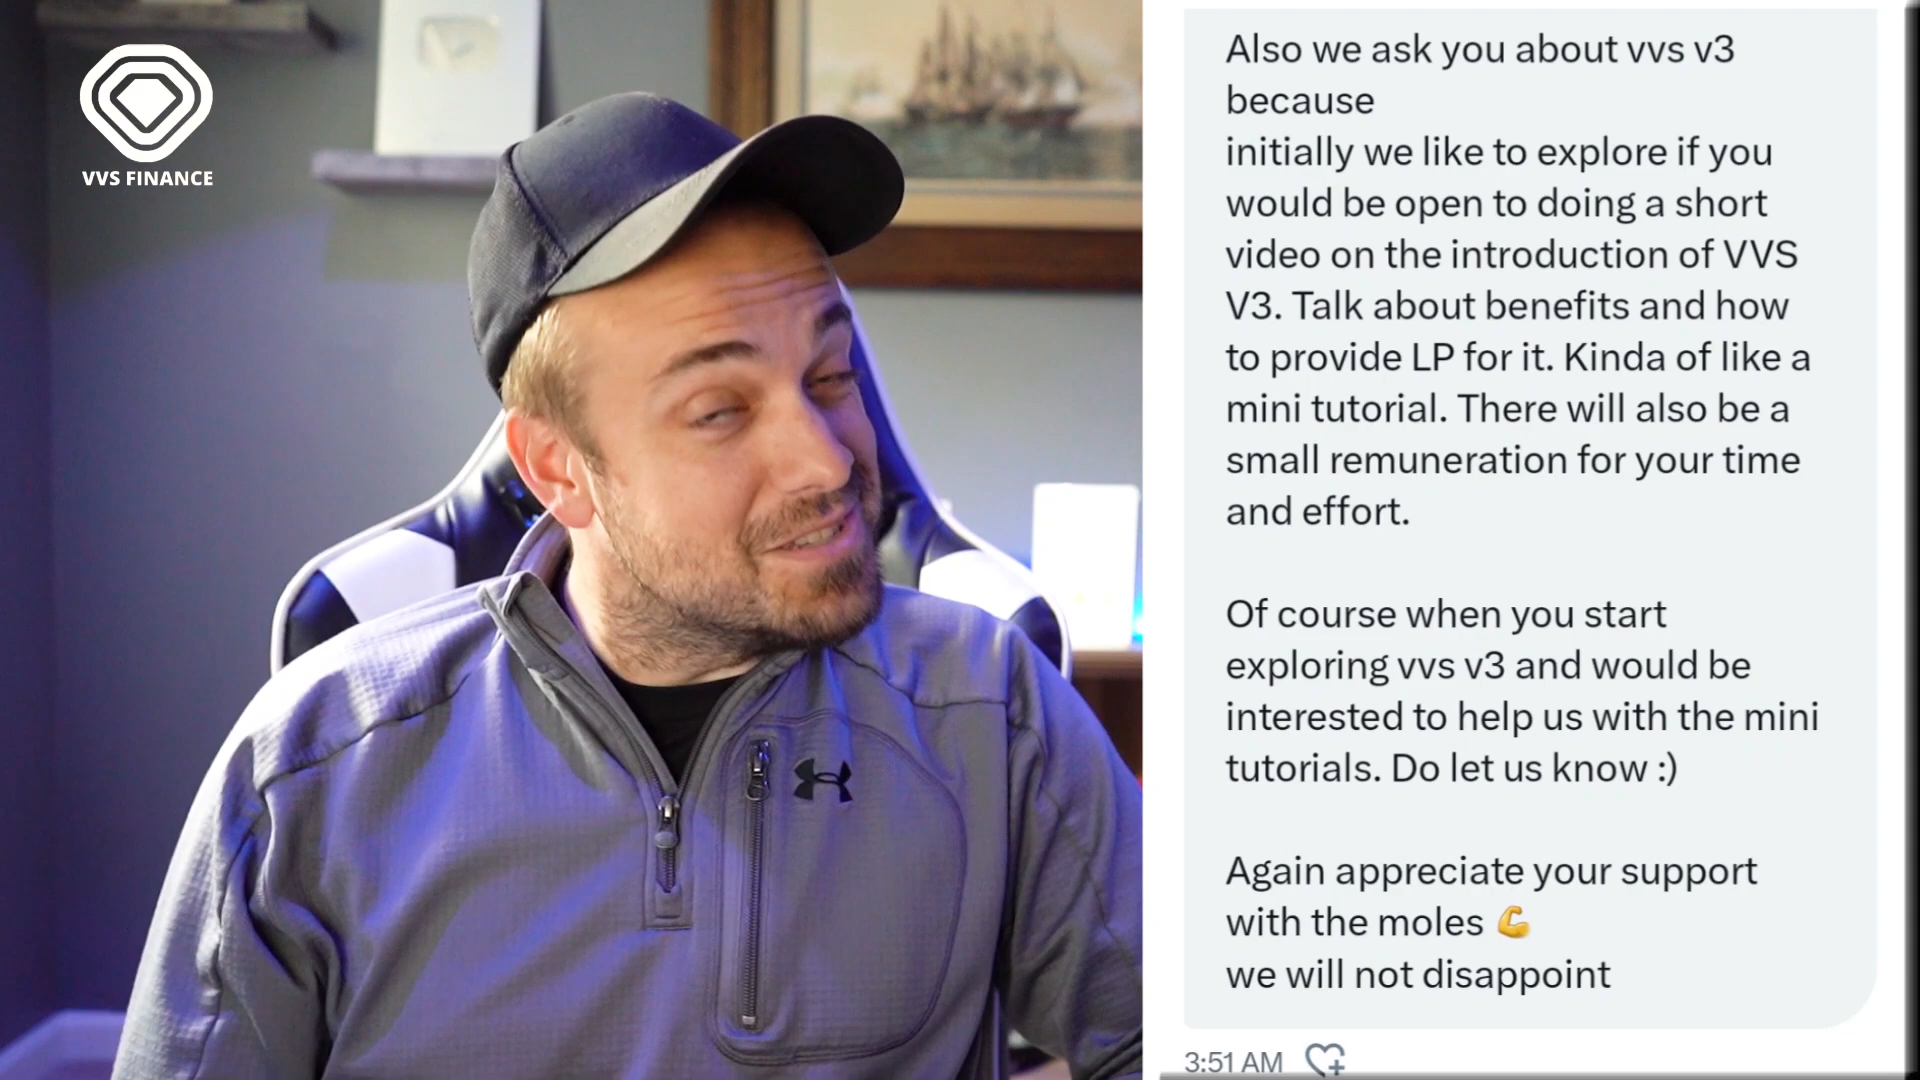 VVS FINANCE
Also we ask you about vvs v3
because
initially we like to explore if you
would be open to doing a short
video on the introduction of VVS
V3. Talk about benefits and how
to provide LP for it. Kinda of like a
mini tutorial. There will also be a
small remuneration for your time
and effort.
Of course when you start
exploring vvs v3 and would be
interested to help us with the mini
tutorials. Do let us know :)
Again appreciate your support
with the moles 💪
we will not disappoint
3:51 AM